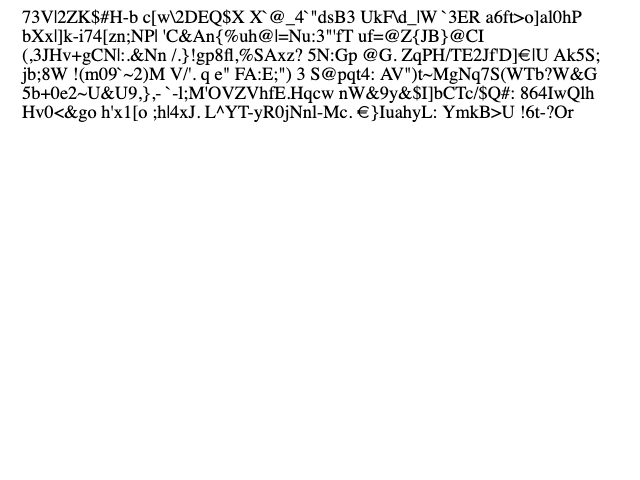 73V|2ZK$#H-b c[w\2DEQ$X X`@_4`"dsB3 UkF\d_|W `3ER a6ft>o]al0hP
bXx|]k-i74[zn;NP| 'C&An{%uh@|=Nu:3"'fT uf=@Z{JB}@CI
(,3JHv+gCN|:.&Nn /.}!gp8fl,%SAxz? 5N:Gp @G. ZqPH/TE2Jf'D]€|U Ak5S;
jb;8W !(m09`~2)M V/'. q e" FA:E;") 3 S@pqt4: AV")t~MgNq7S(WTb?W&G
5b+0e2~U&U9,},-`-l;M'OVZVhfE.Hqcw nW&9y&$I]bCTc/$Q#: 864IwQlh
Hv0<&go h'x1[o ;h|4xJ. L^YT-yR0jNnl-Mc. €}IuahyL: YmkB>U !6t-?Or